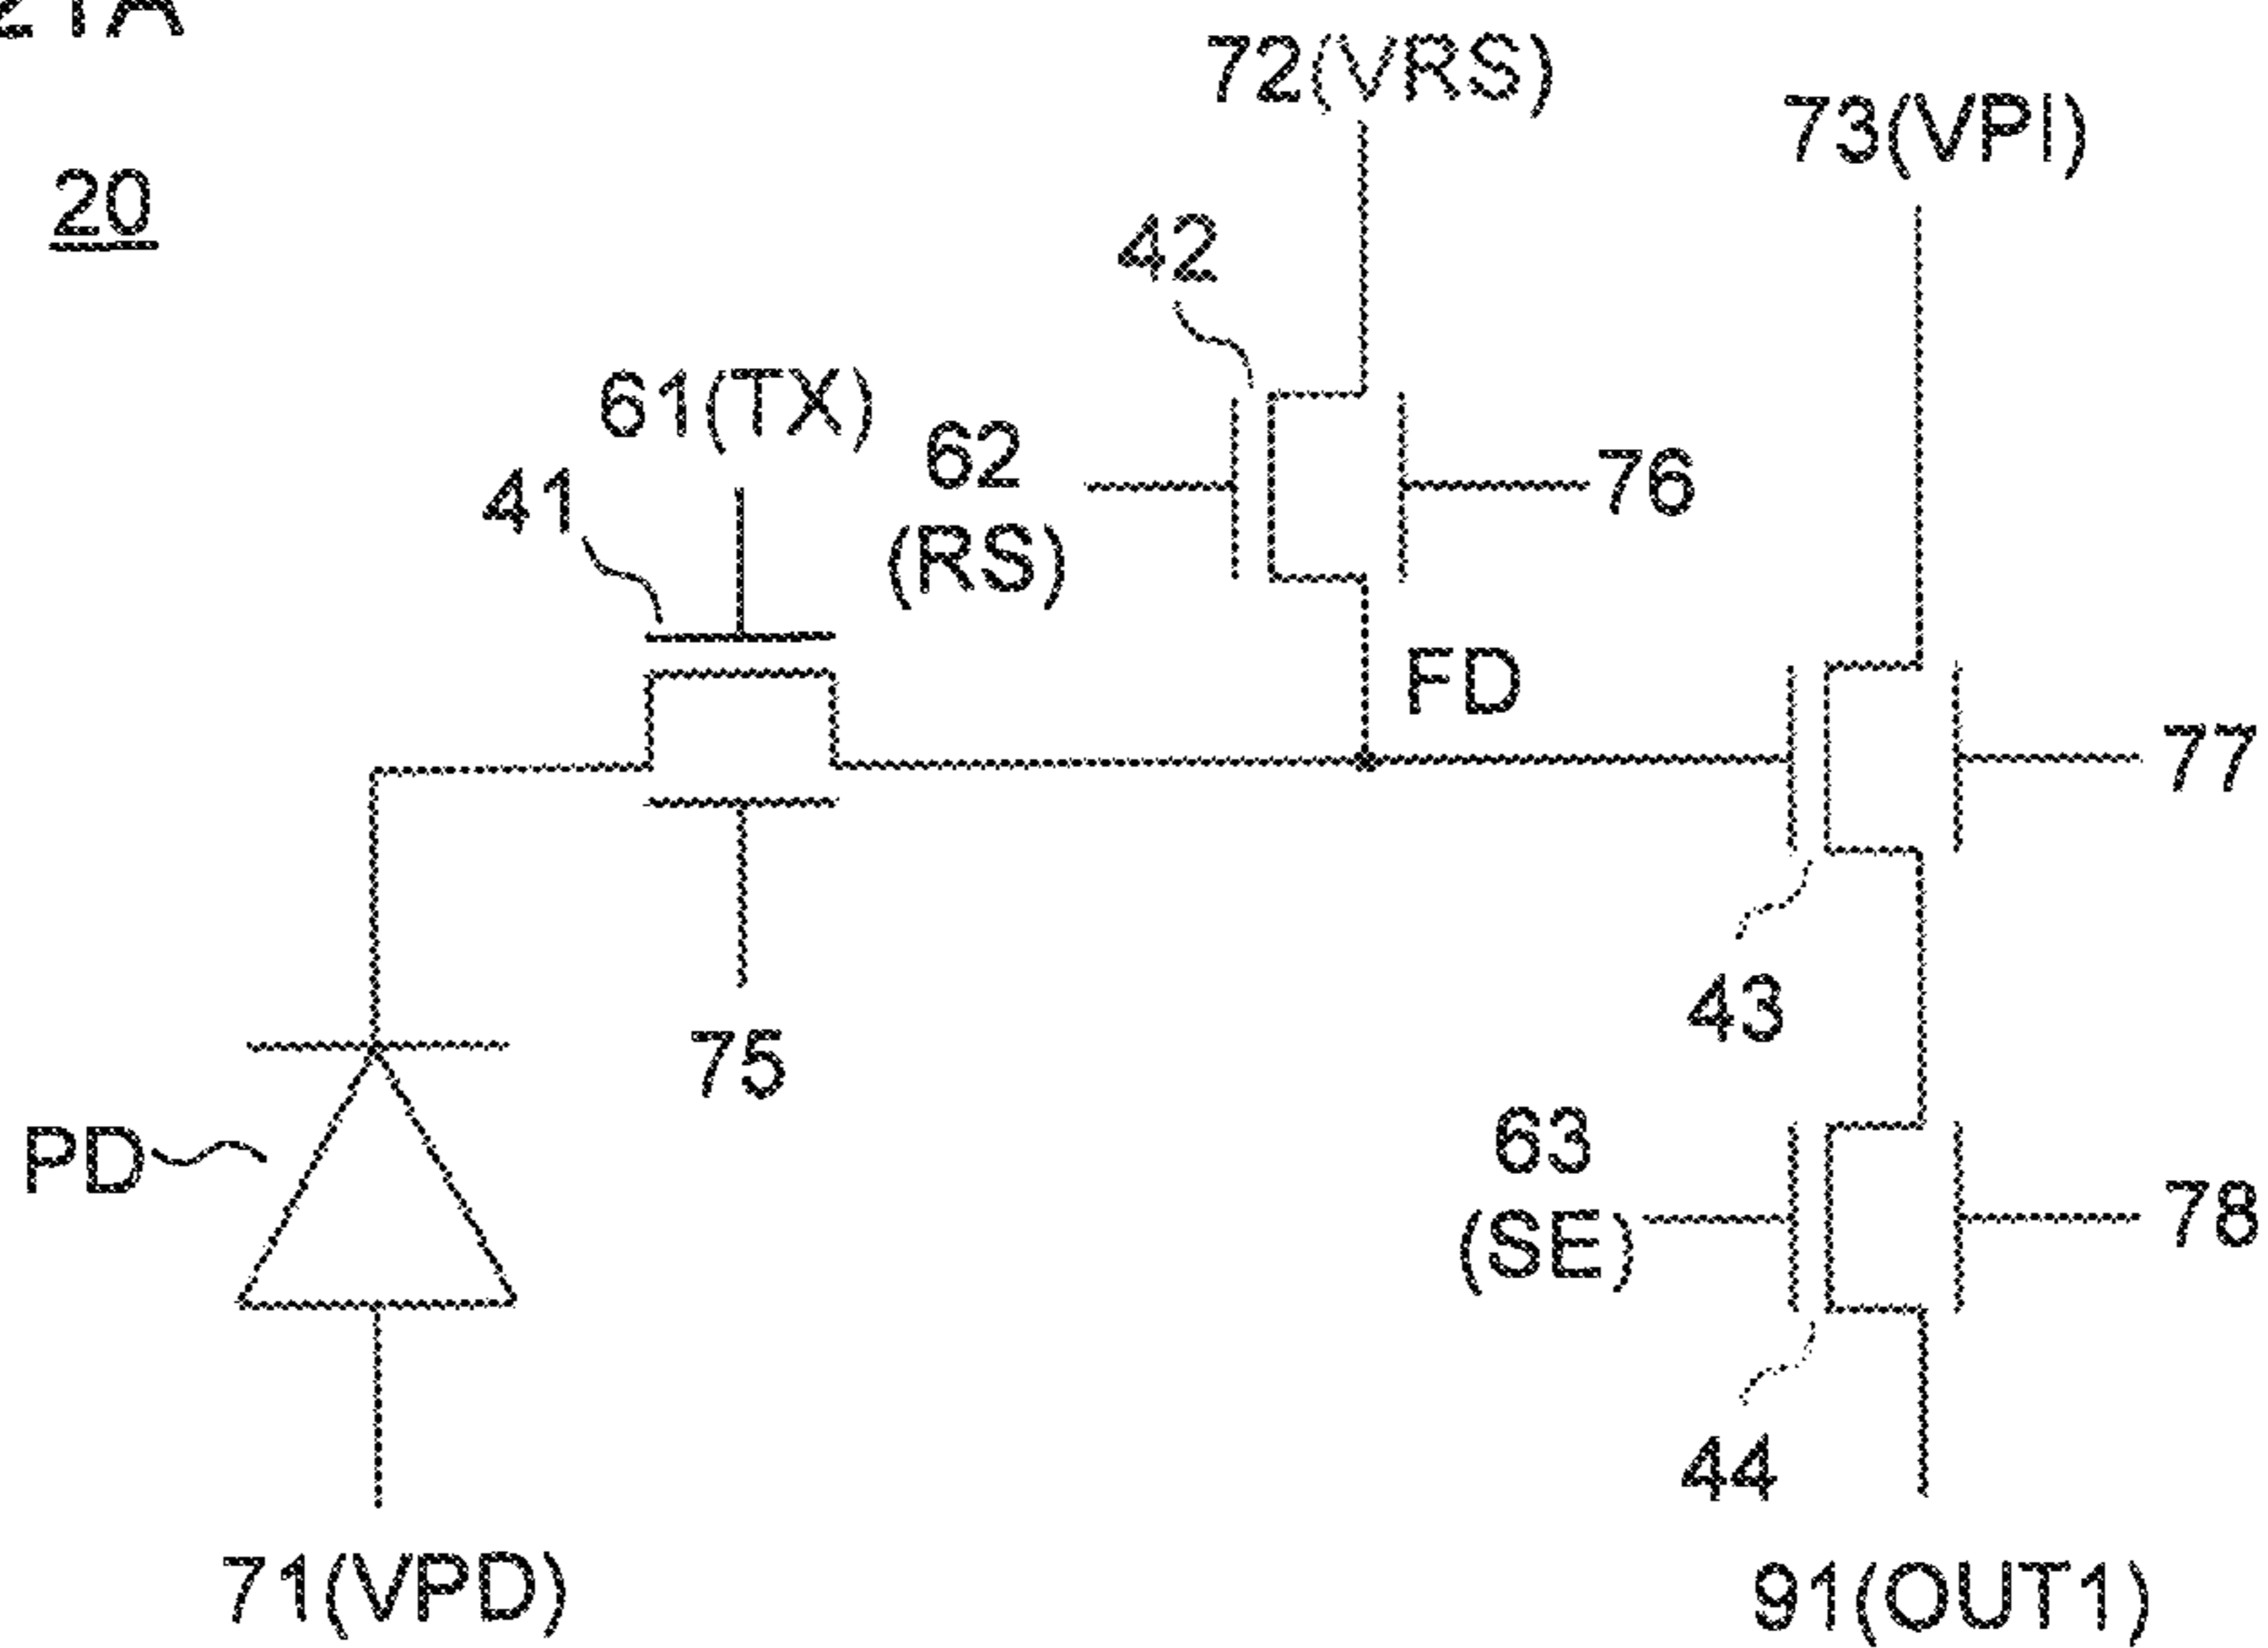 20
72(VRS)
73(VPI)
42
61(TX)
62
(RS)
41
76
FD
77
43
75
63
(SE)
PD
78
44
71(VPD)
91(OUT1)